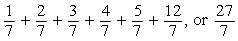 1/7 + 2/7 + 3/7 + 4/7 + 5/7 + 12/7, or 27/7